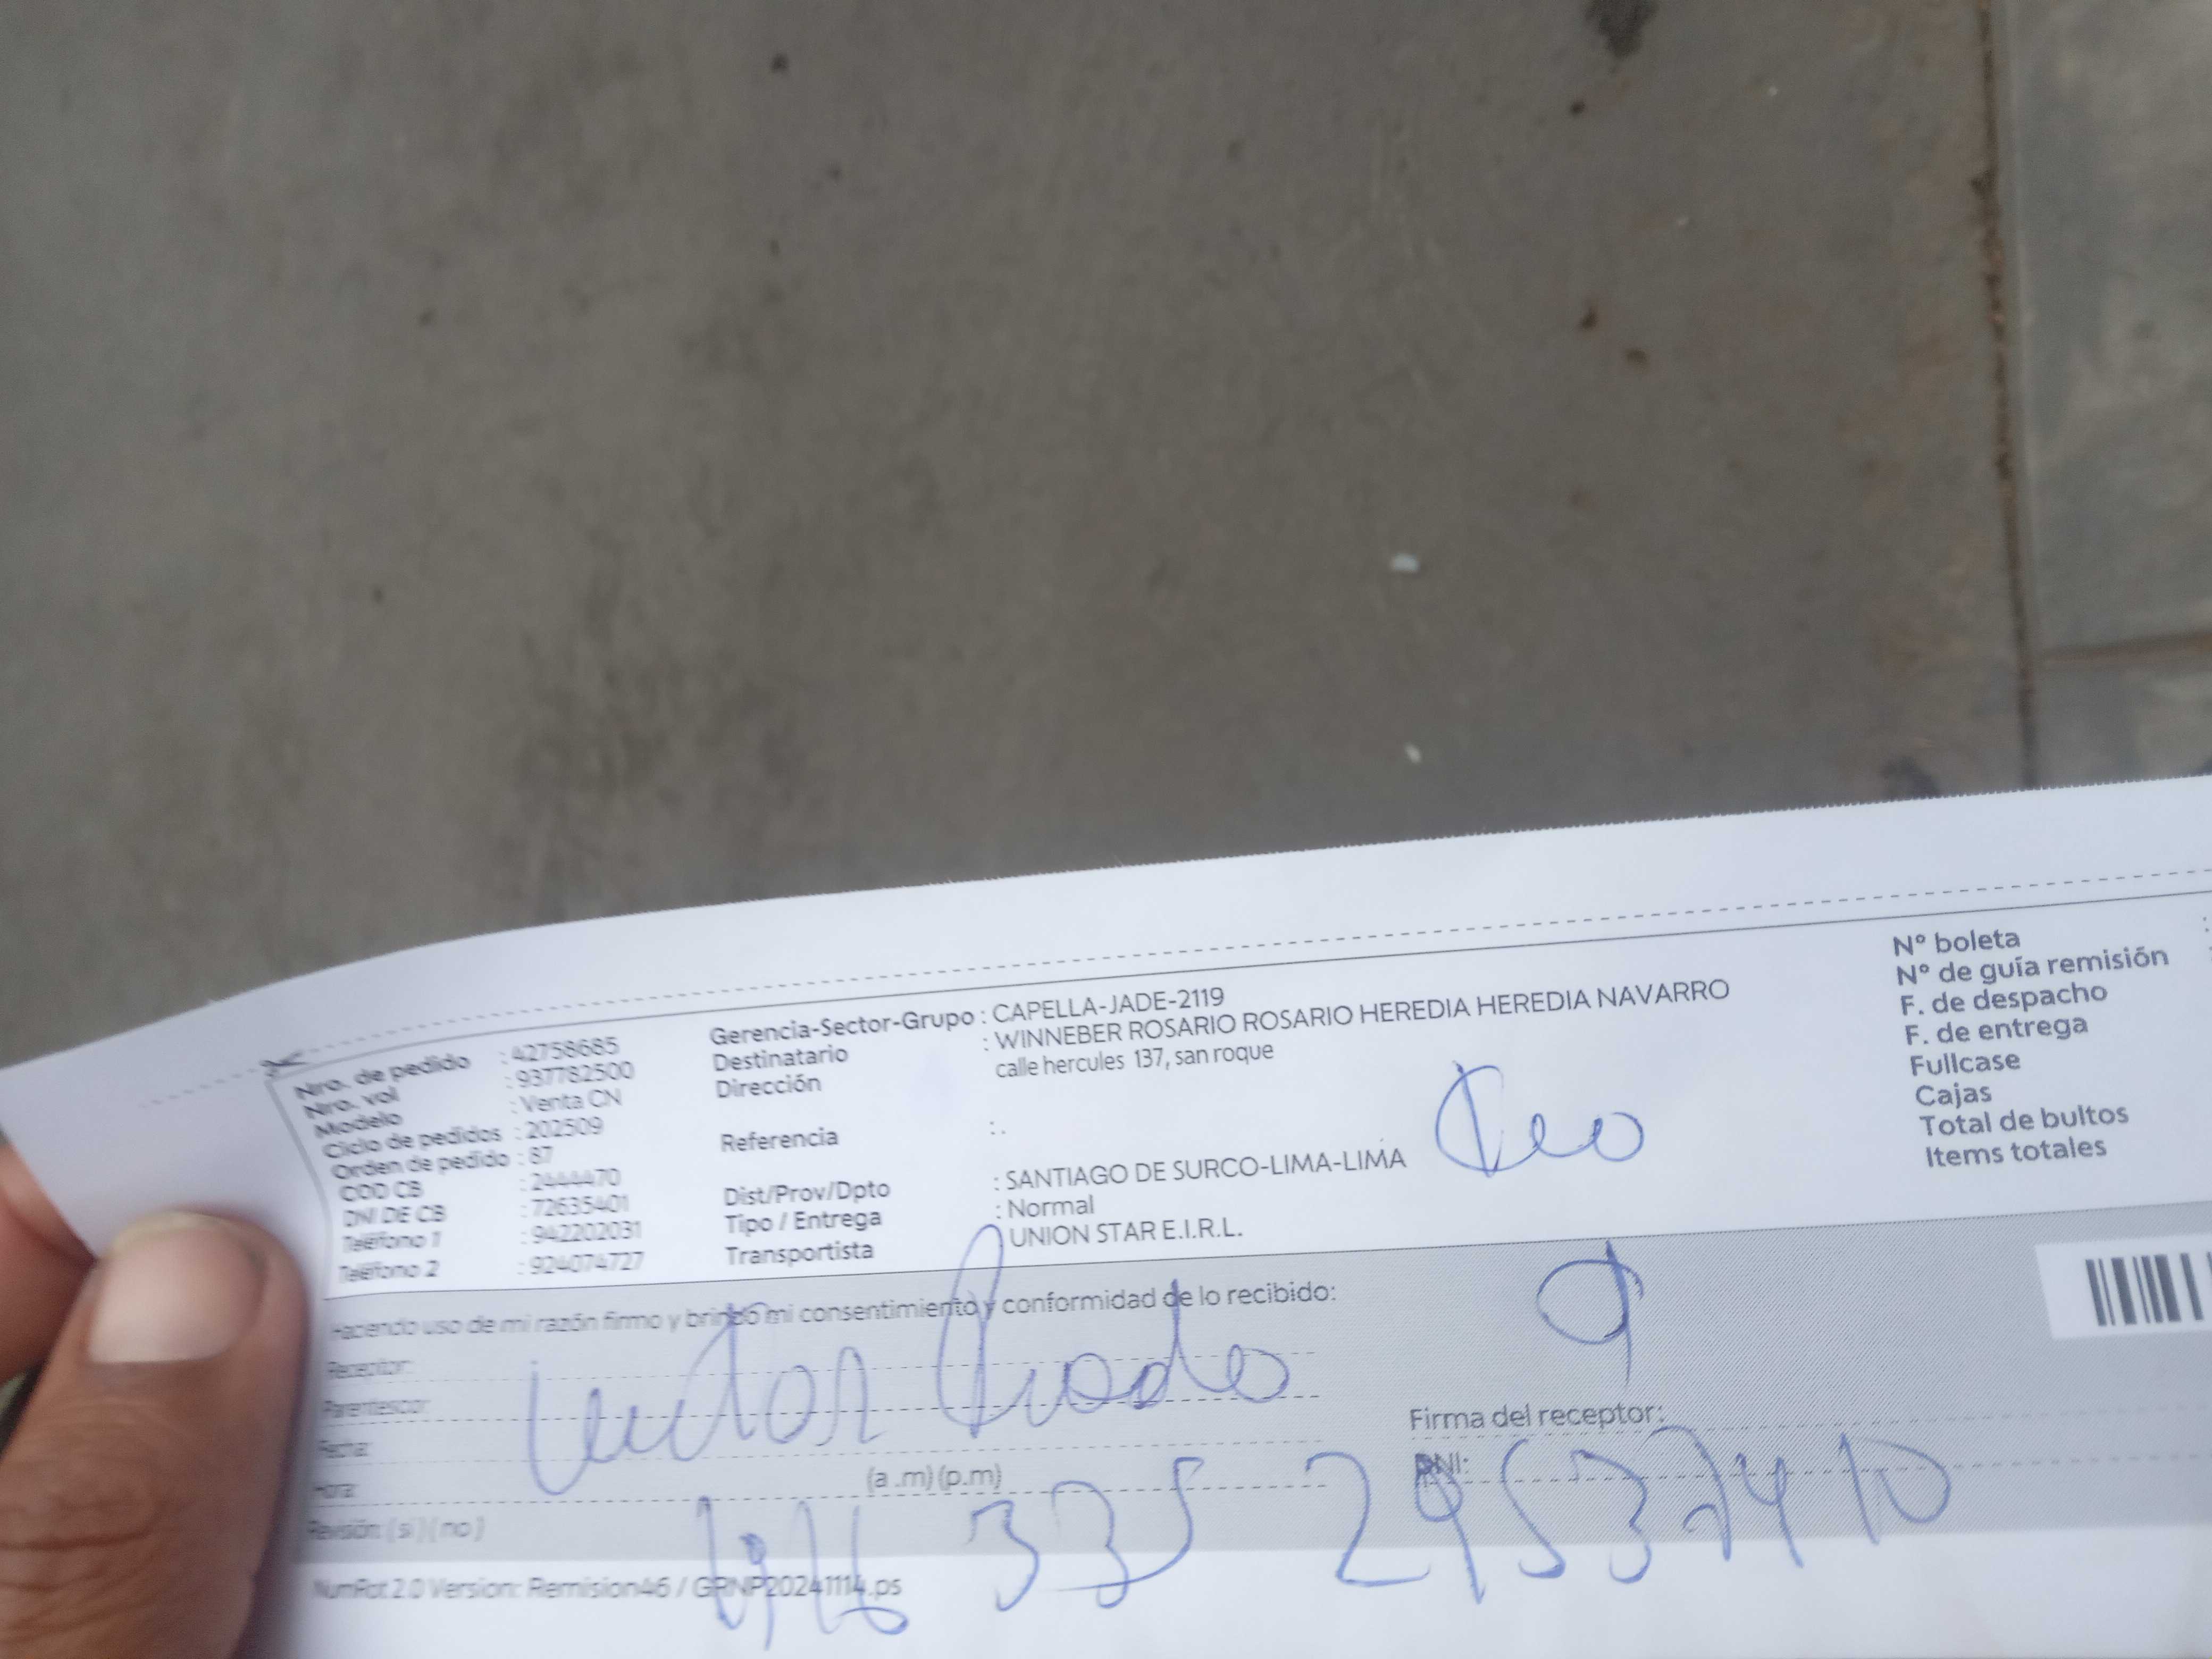 Nro. de pedido : 42758685
Nro. vol : 937782500
Modelo : Venta CN
Ciclo de pedidos : 202509
Orden de pedido : 87
COD CB : 2444470
DNI DE CB : 72635401
Teléfono 1 : 942202031
Teléfono 2 : 924074727
Gerencia-Sector-Grupo : CAPELLA-JADE-2119
Destinatario : WINNEBER ROSARIO ROSARIO HEREDIA HEREDIA NAVARRO
Dirección calle hercules 137, san roque
Referencia : .
Dist/Prov/Dpto : SANTIAGO DE SURCO-LIMA-LIMA
Tipo / Entrega : Normal
Transportista UNION STAR E.I.R.L.
N° boleta :
N° de guía remisión :
F. de despacho
F. de entrega
Fullcase
Cajas
Total de bultos
Items totales
Haciendo uso de mi razón firmo y brindo mi consentimiento y conformidad de lo recibido:
Receptor:
Parentesco:
Fecha:
Hora: (a .m) (p.m)
Revisión: ( si ) ( no )
Firma del receptor:
DNI:
NumRot 2.0 Version: Remision46 / GRNP20241114.ps